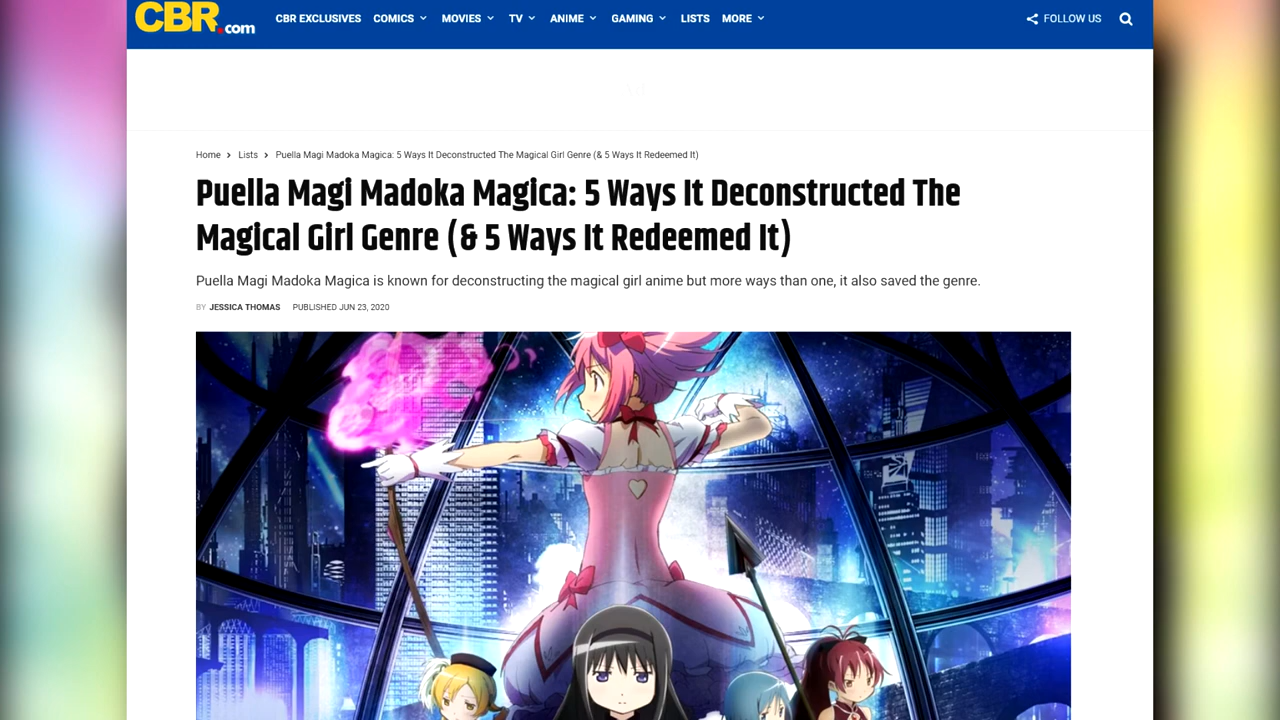 CBR.com
CBR EXCLUSIVES COMICS MOVIES TV ANIME GAMING LISTS MORE FOLLOW US
Home > Lists > Puella Magi Madoka Magica: 5 Ways It Deconstructed The Magical Girl Genre (& 5 Ways It Redeemed It)
Puella Magi Madoka Magica: 5 Ways It Deconstructed The
Magical Girl Genre (& 5 Ways It Redeemed It)
Puella Magi Madoka Magica is known for deconstructing the magical girl anime but more ways than one, it also saved the genre.
BY JESSICA THOMAS PUBLISHED JUN 23, 2020